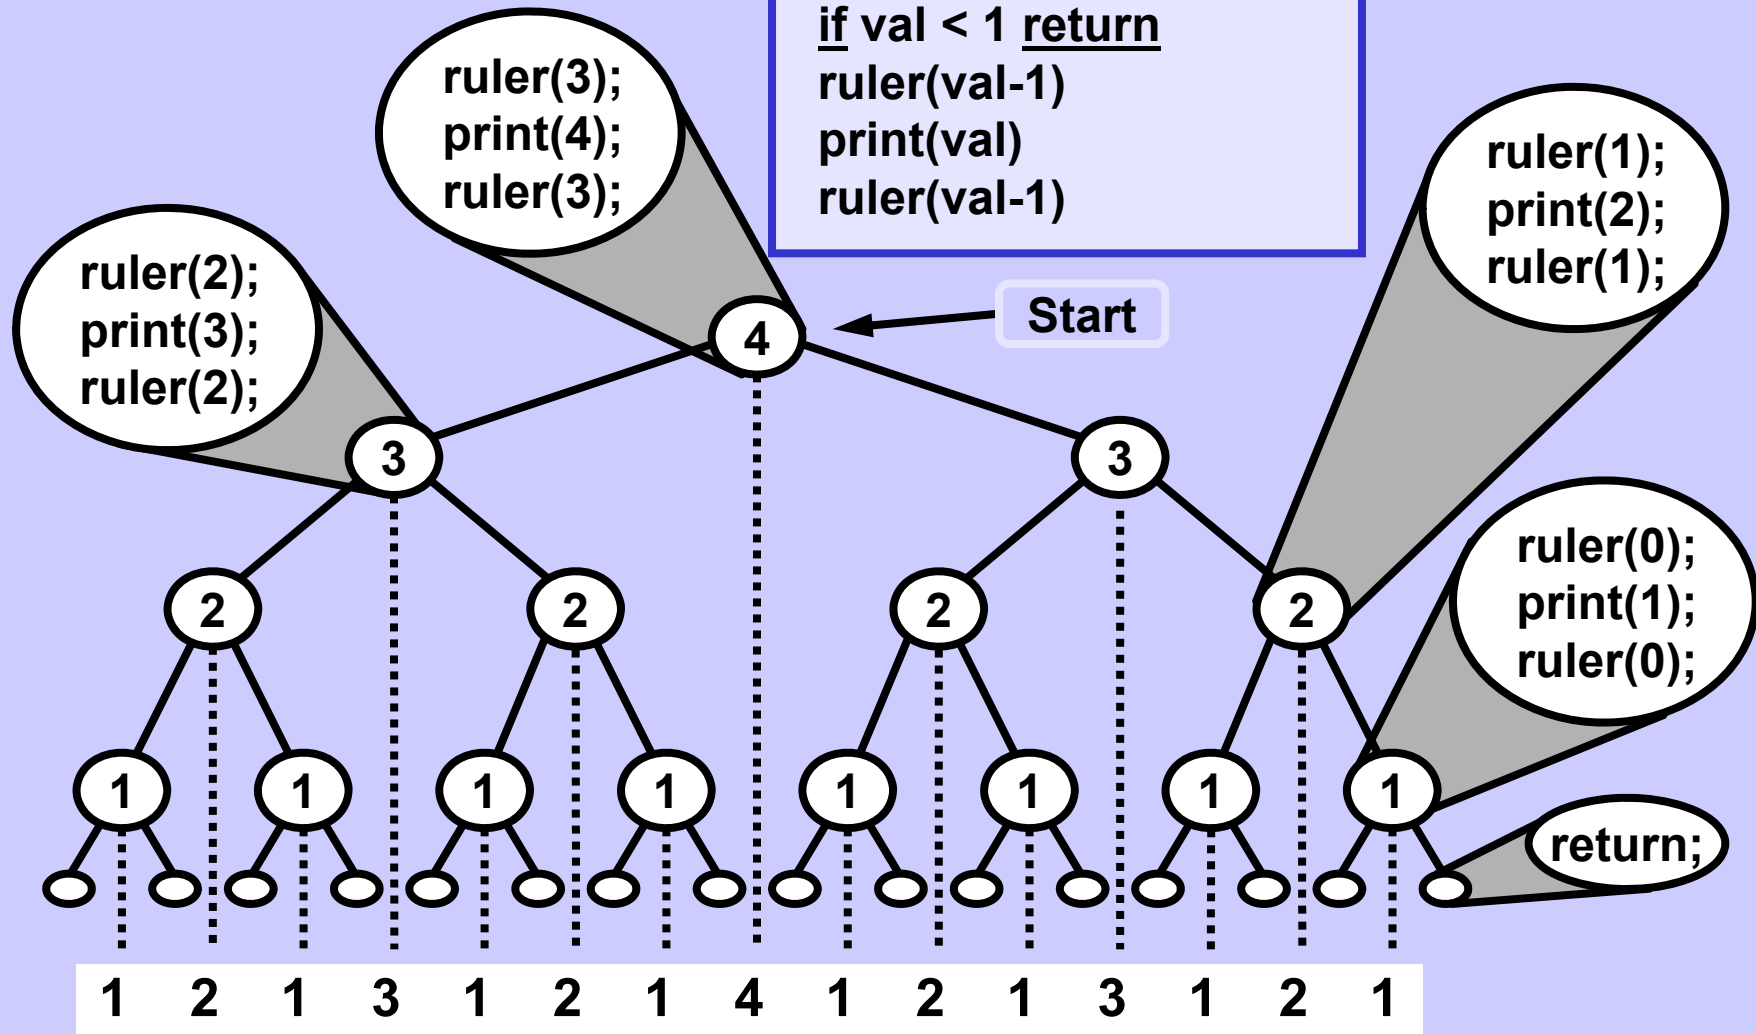 if val < 1 return
ruler(val-1)
print(val)
ruler(val-1)
ruler(3);
print(4);
ruler(3);
ruler(1);
print(2);
ruler(1);
ruler(2);
print(3);
ruler(2);
Start
4
3 3
2 2 2 2
ruler(0);
print(1);
ruler(0);
1 1 1 1 1 1 1 1
return;
1 2 1 3 1 2 1 4 1 2 1 3 1 2 1